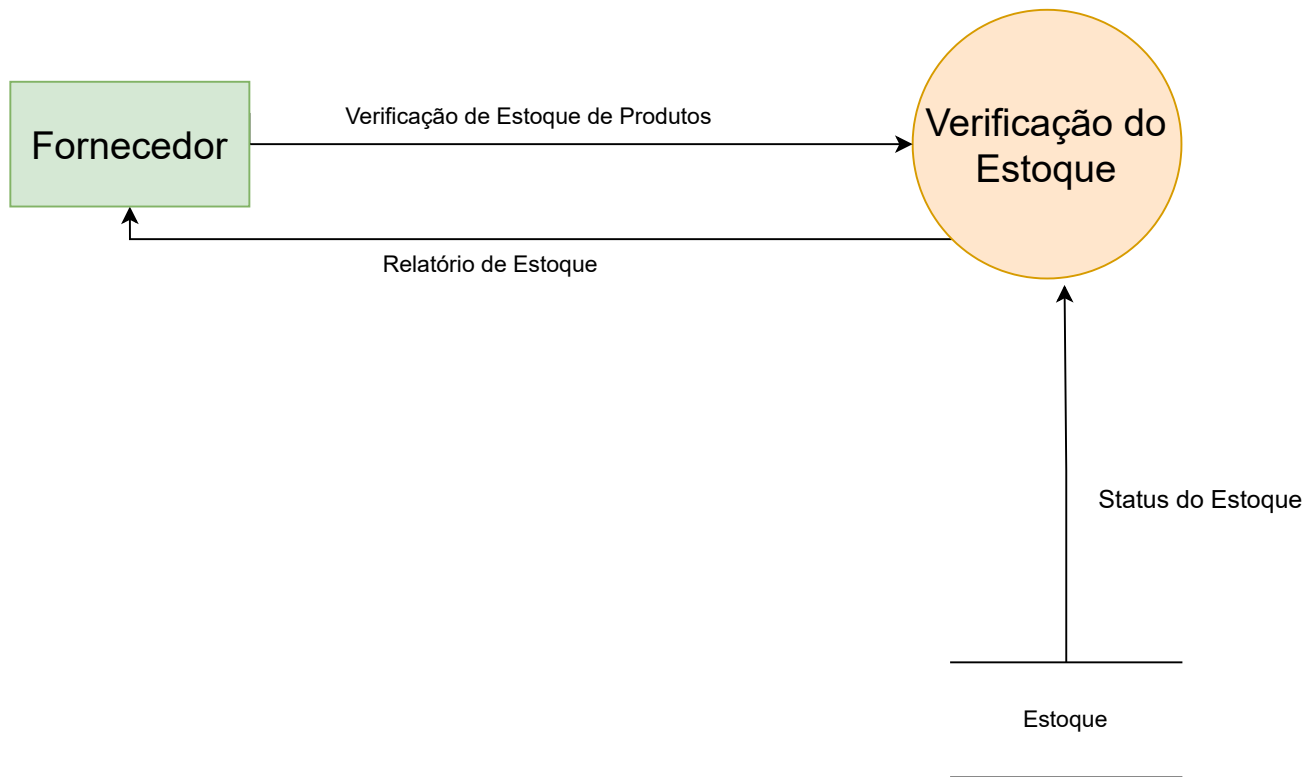 Verificação de Estoque de Produtos
Fornecedor
Verificação do
Estoque
Relatório de Estoque
Status do Estoque
Estoque